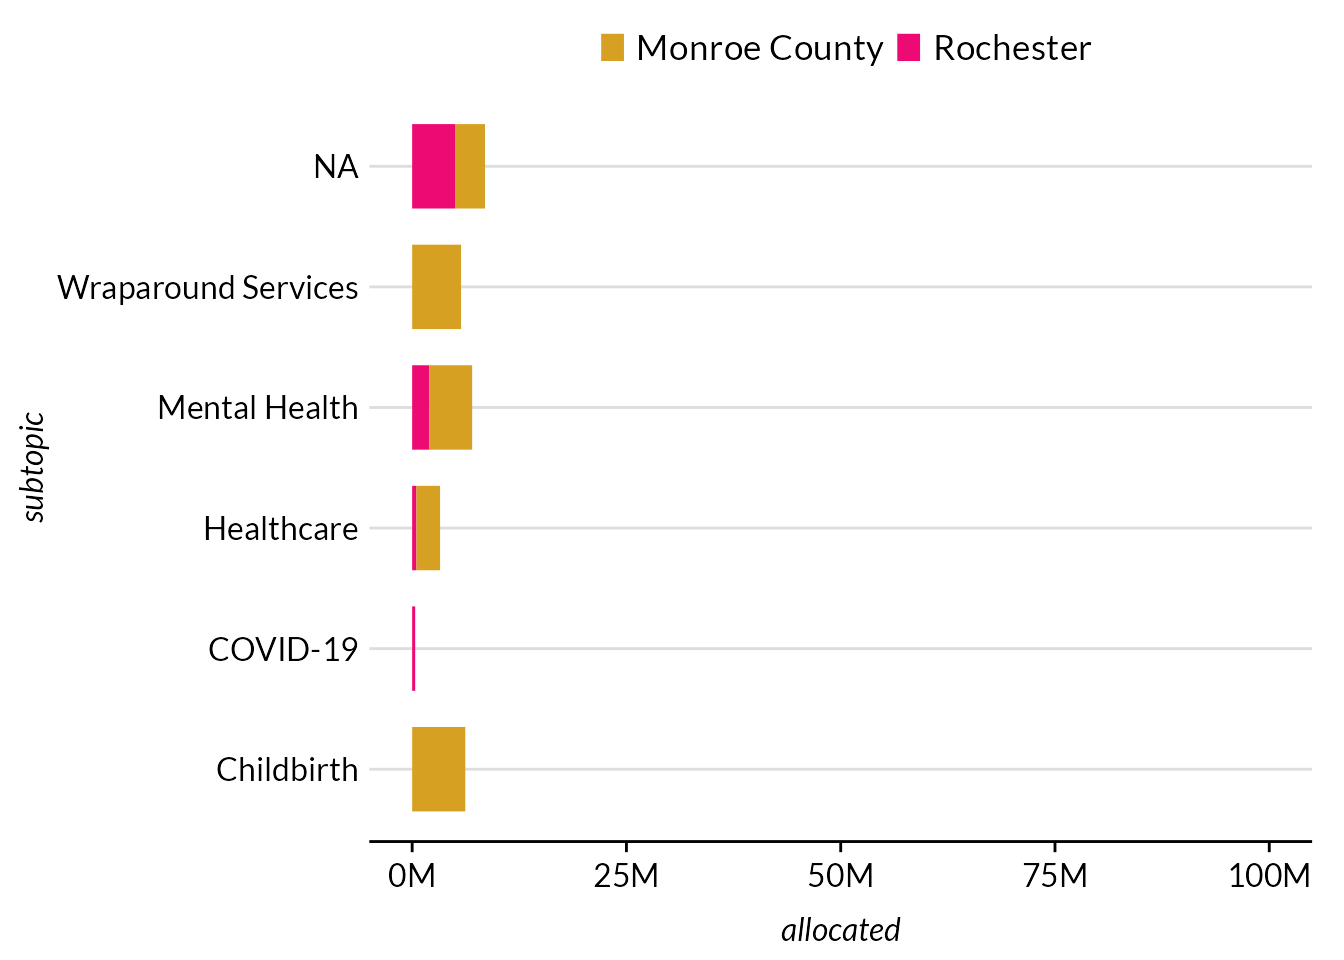 Monroe County Rochester
NA
Wraparound Services
Mental Health
Healthcare
COVID-19
Childbirth
subtopic
0M 25M 50M 75M 100M
allocated